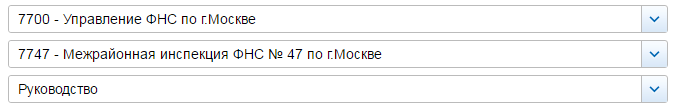 7700 - Управление ФНС по г.Москве
7747 - Межрайонная инспекция ФНС № 47 по г.Москве
Руководство